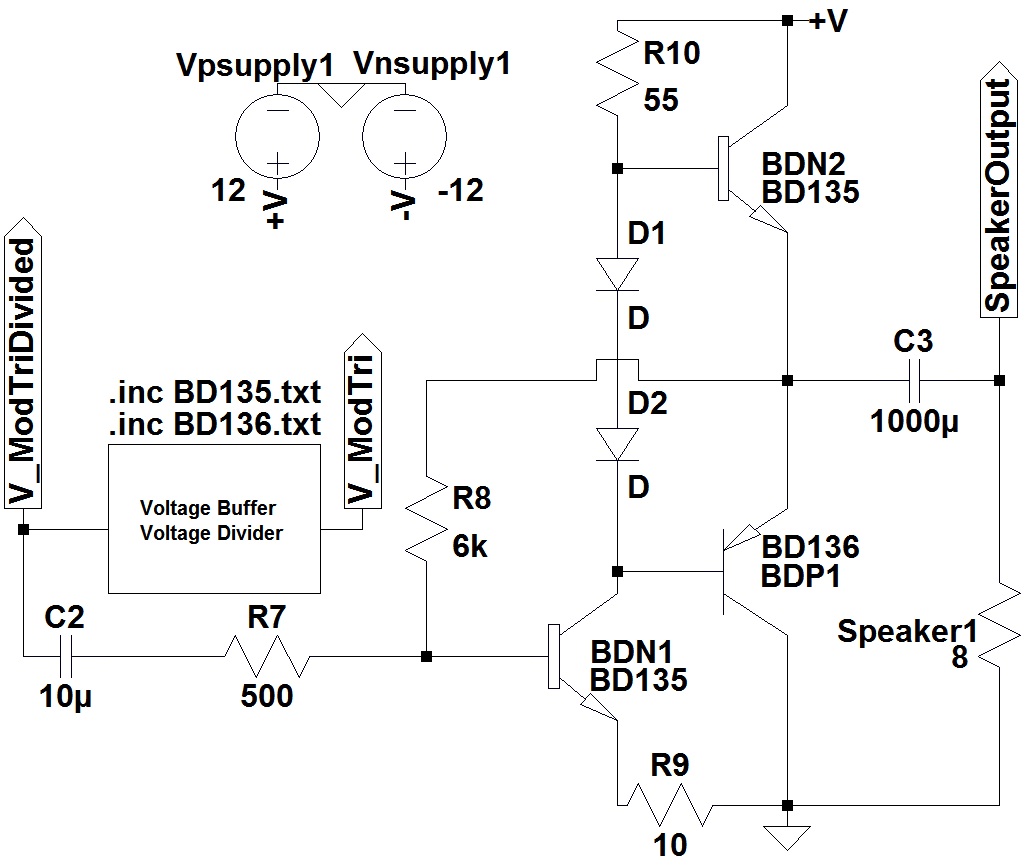 +V
Vpsupply1
Vnsupply1
R10
55
12
+V
-V
-12
BDN2
BD135
D1
D
SpeakerOutput
V_ModTriDivided
V_ModTri
.inc BD135.txt
.inc BD136.txt
C3
1000µ
D2
D
Voltage Buffer
Voltage Divider
R8
6k
BD136
BDP1
C2
10µ
R7
500
BDN1
BD135
Speaker1
8
R9
10